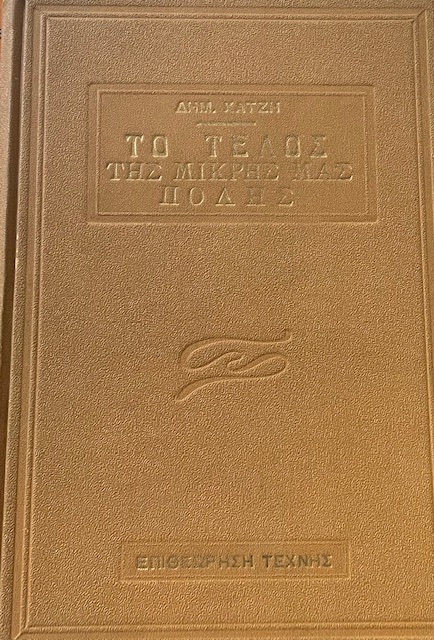 ΔΗΜ. ΧΑΤΖΗ
ΤΟ ΤΕΛΟΣ
ΤΗΣ ΜΙΚΡΗΣ ΜΑΣ
ΠΟΛΗΣ
ΕΠΙΘΕΩΡΗΣΗ ΤΕΧΝΗΣ